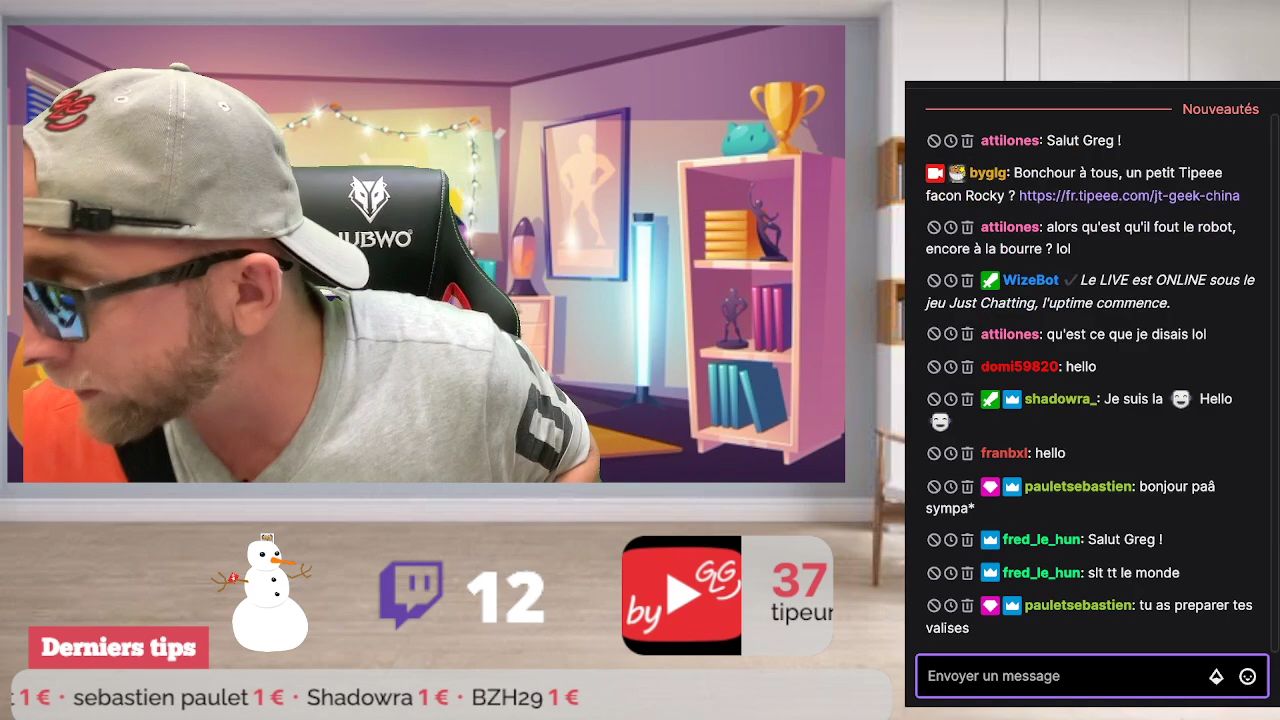 NUBWO
Nouveautés
attilones: Salut Greg !
byglg: Bonchour à tous, un petit Tipeee
facon Rocky ? https://fr.tipeee.com/jt-geek-china
attilones: alors qu'est qu'il fout le robot,
encore à la bourre ? lol
WizeBot Le LIVE est ONLINE sous le
jeu Just Chatting, l'uptime commence.
attilones: qu'est ce que je disais lol
domi59820: hello
shadowra_: Je suis la Hello
franbxl: hello
pauletsebastien: bonjour paâ
sympa*
fred_le_hun: Salut Greg !
fred_le_hun: slt tt le monde
pauletsebastien: tu as preparer tes
valises
Envoyer un message
12
by GLG
37
tipeur
Derniers tips
1 € · sebastien paulet 1 € · Shadowra 1 € · BZH29 1 €